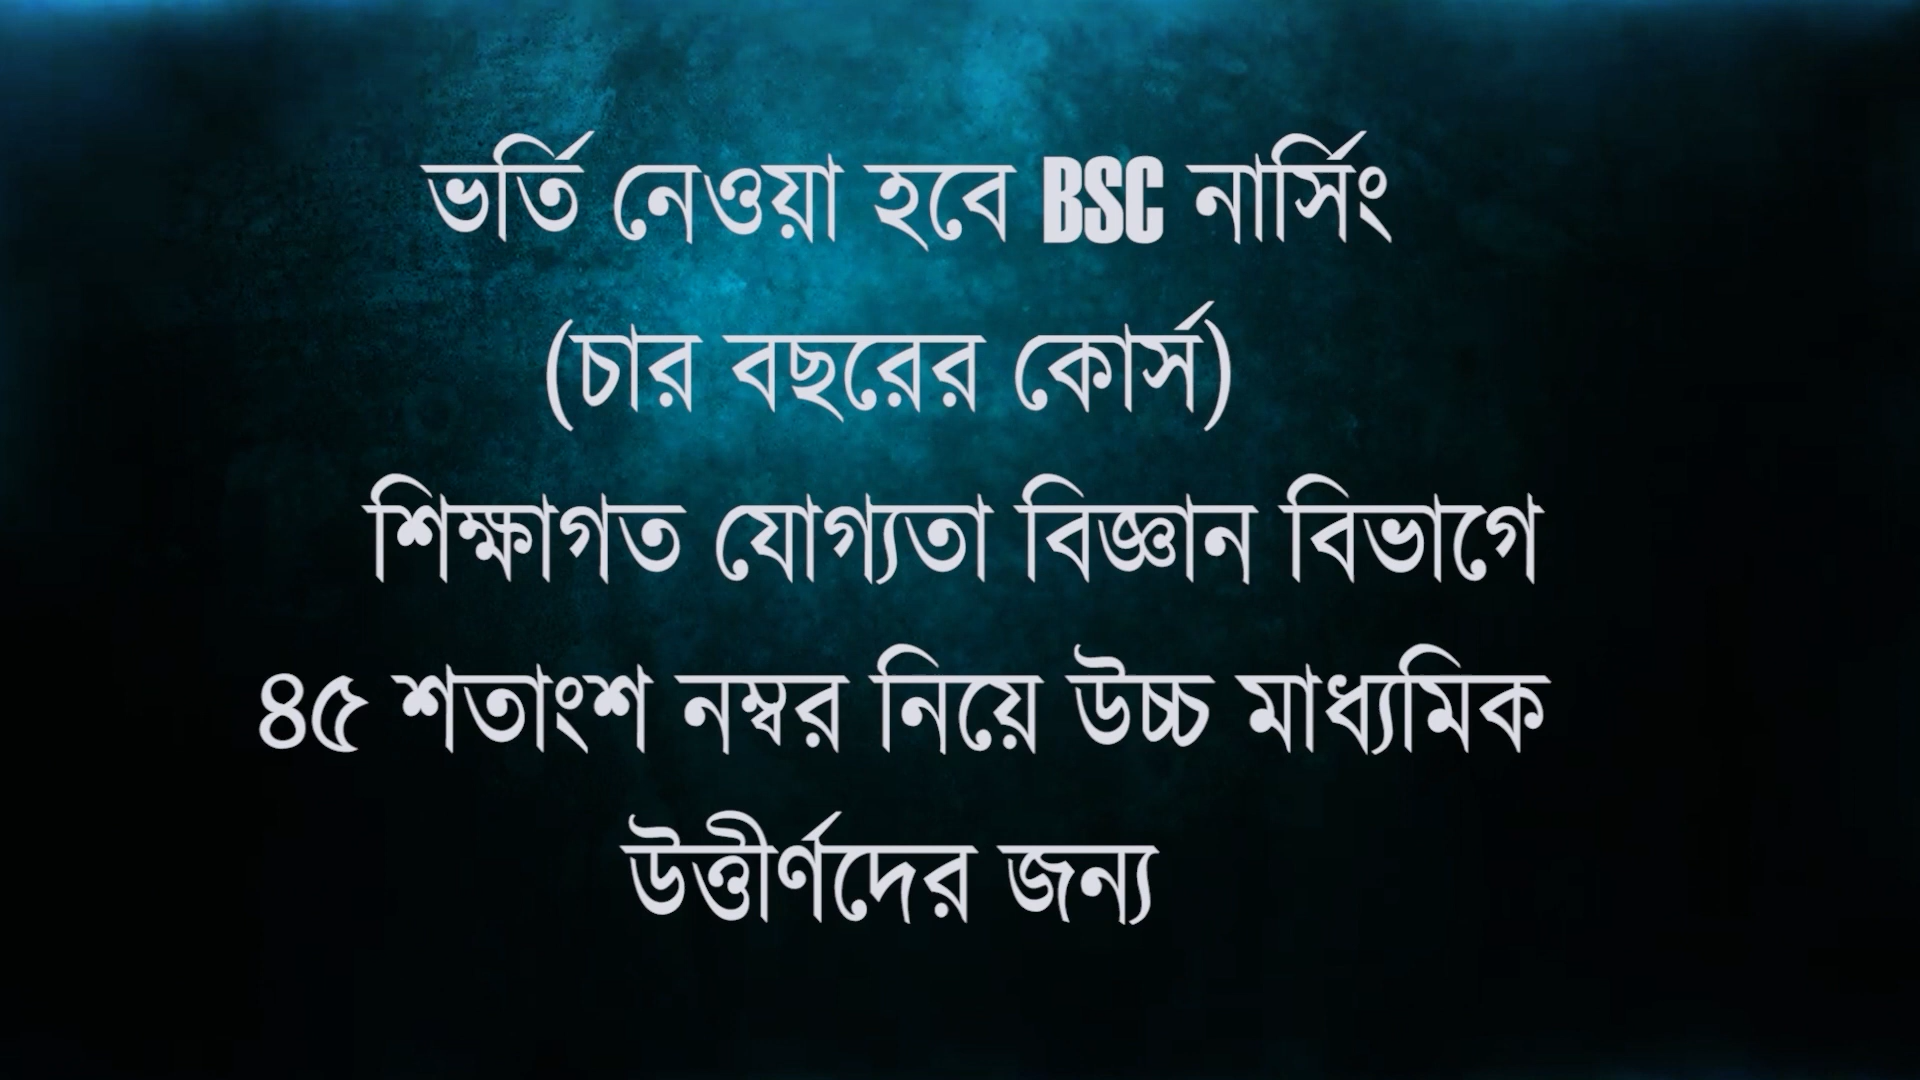 ভর্তি নেওয়া হবে BSC নার্সিং
(চার বছরের কোর্স)
শিক্ষাগত যোগ্যতা বিজ্ঞান বিভাগে
৪৫ শতাংশ নম্বর নিয়ে উচ্চ মাধ্যমিক
উত্তীর্ণদের জন্য